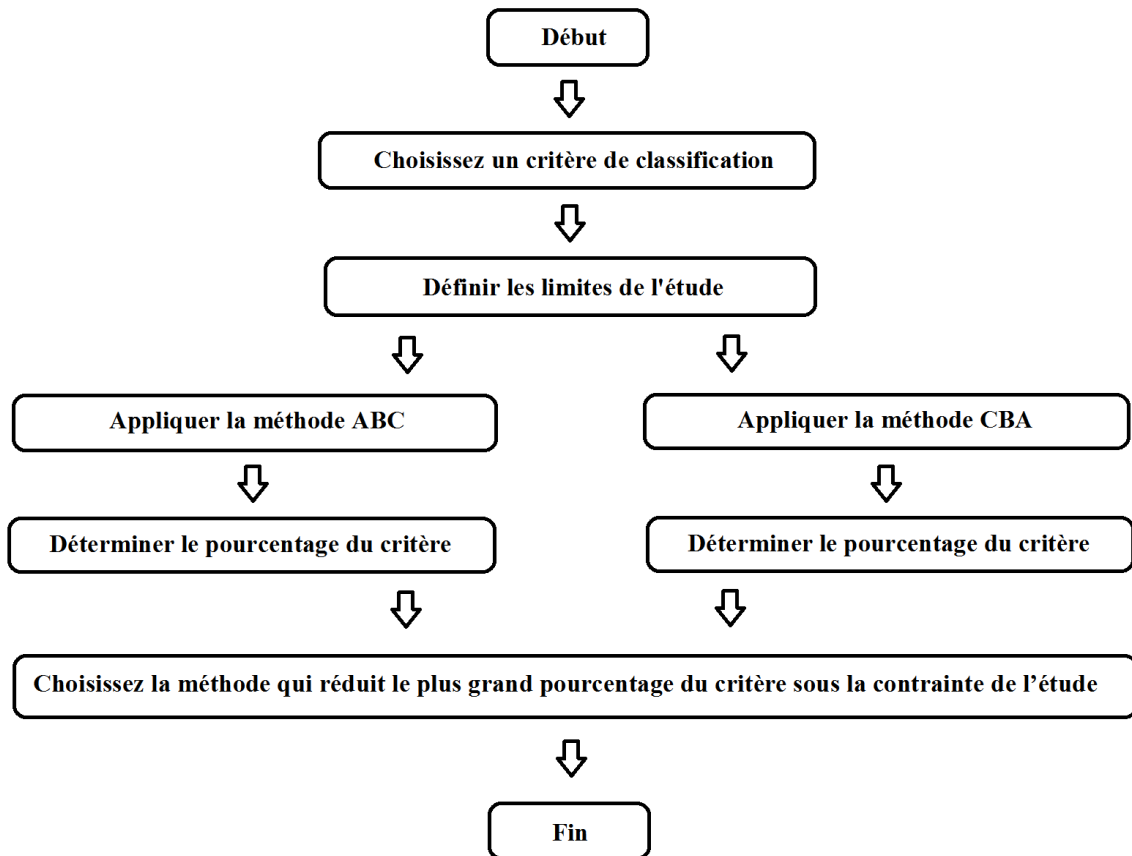 Début
Choisissez un critère de classification
Définir les limites de l'étude
Appliquer la méthode ABC
Appliquer la méthode CBA
Déterminer le pourcentage du critère
Déterminer le pourcentage du critère
Choisissez la méthode qui réduit le plus grand pourcentage du critère sous la contrainte de l’étude
Fin